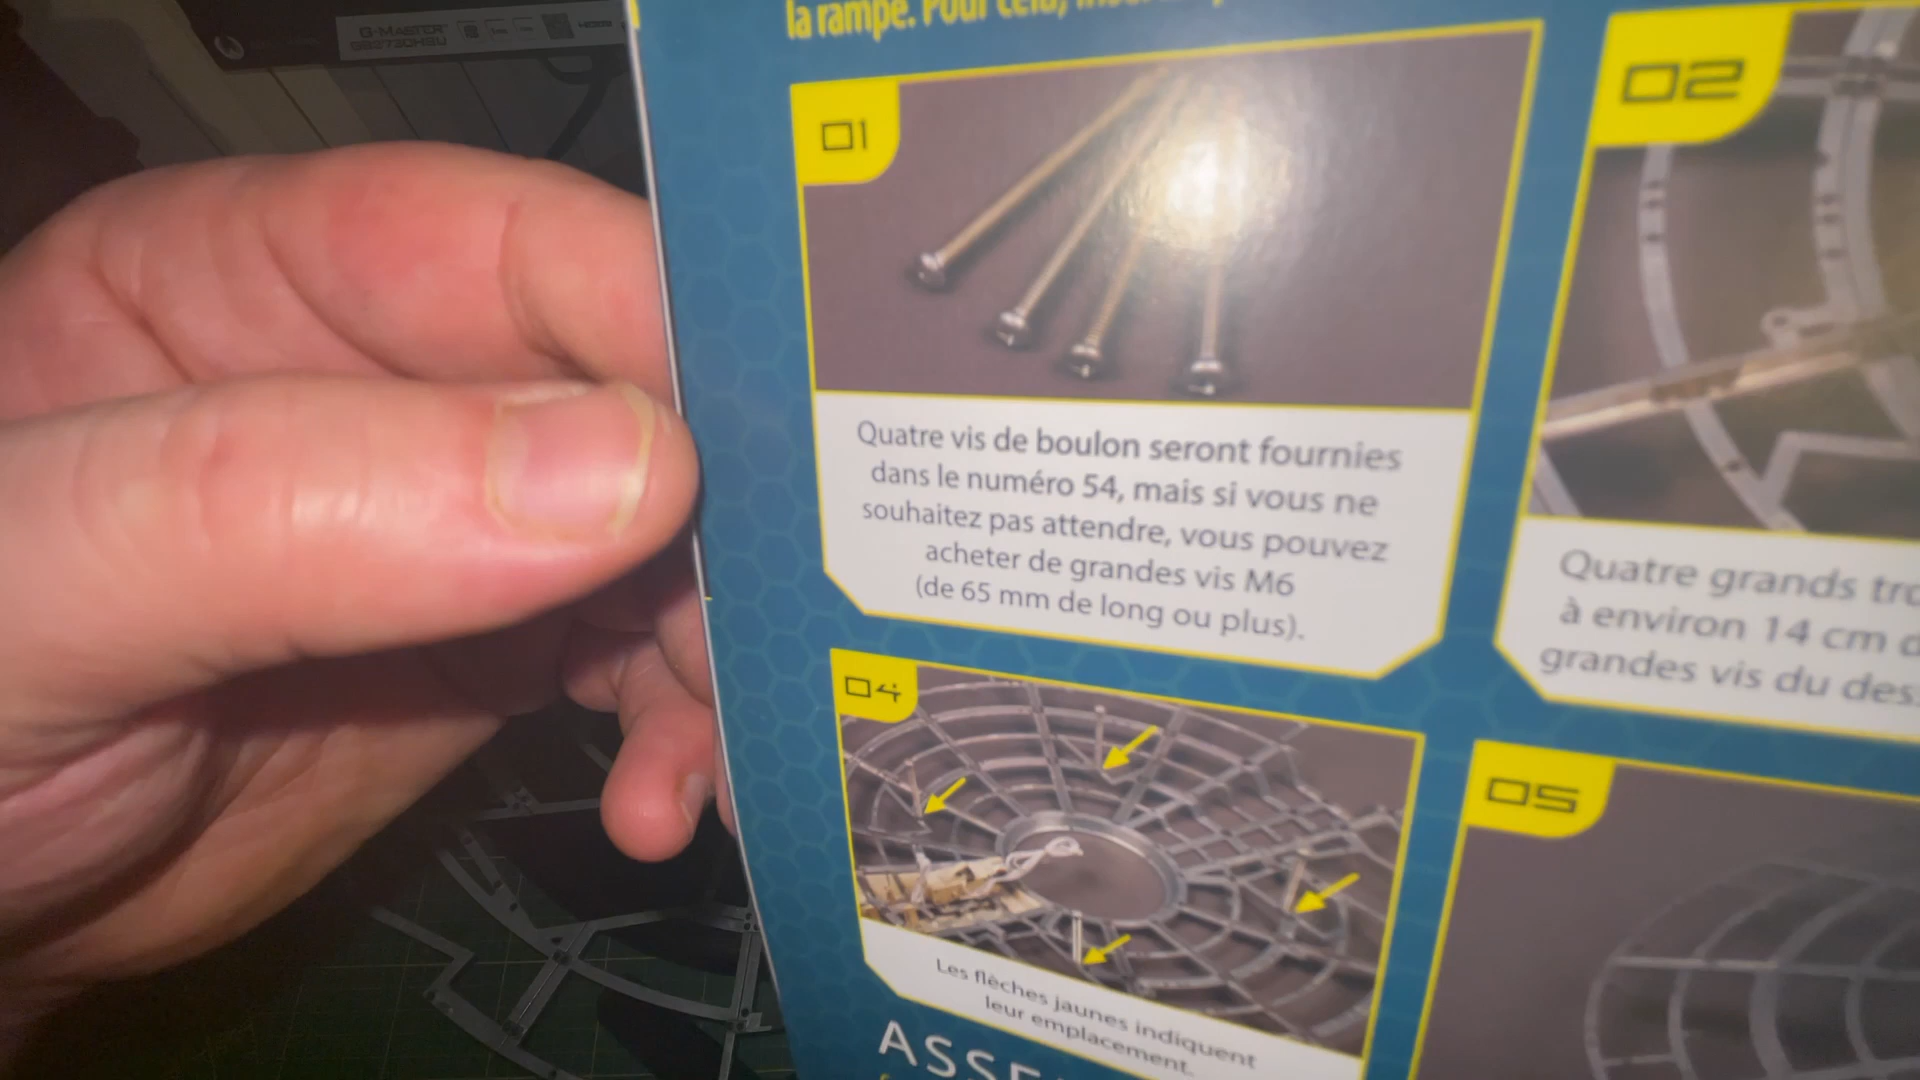 G-MASTER
la rampe. Pour cela,
01
Quatre vis de boulon seront fournies
dans le numéro 54, mais si vous ne
souhaitez pas attendre, vous pouvez
acheter de grandes vis M6
(de 65 mm de long ou plus).
02
Quatre grands
à environ 14 cm
grandes vis du
04
Les flèches jaunes indiquent
leur emplacement.
05